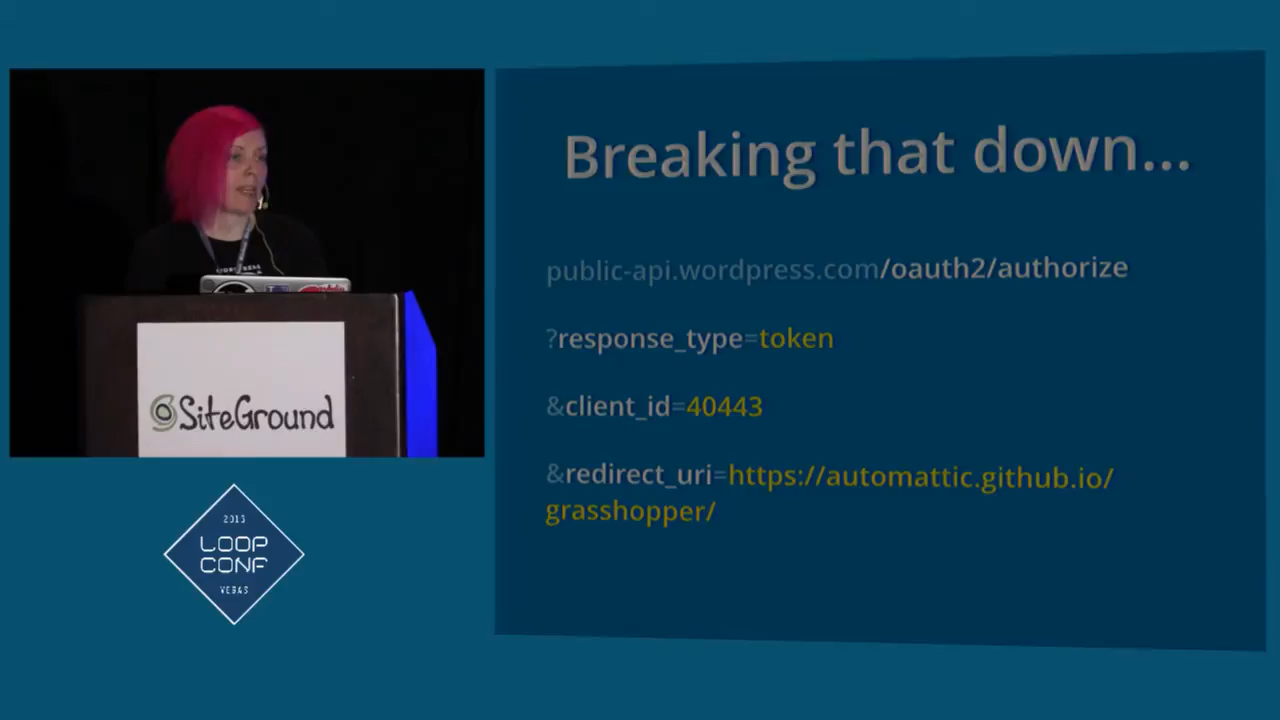 Breaking that down...
public-api.wordpress.com/oauth2/authorize
?response_type=token
&client_id=40443
&redirect_uri=https://automattic.github.io/
grasshopper/
SiteGround
2015
LOOP
CONF
VEGAS